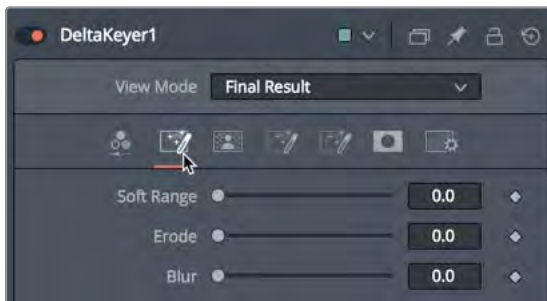 DeltaKeyer1
View Mode Final Result
Soft Range 0.0
Erode 0.0
Blur 0.0